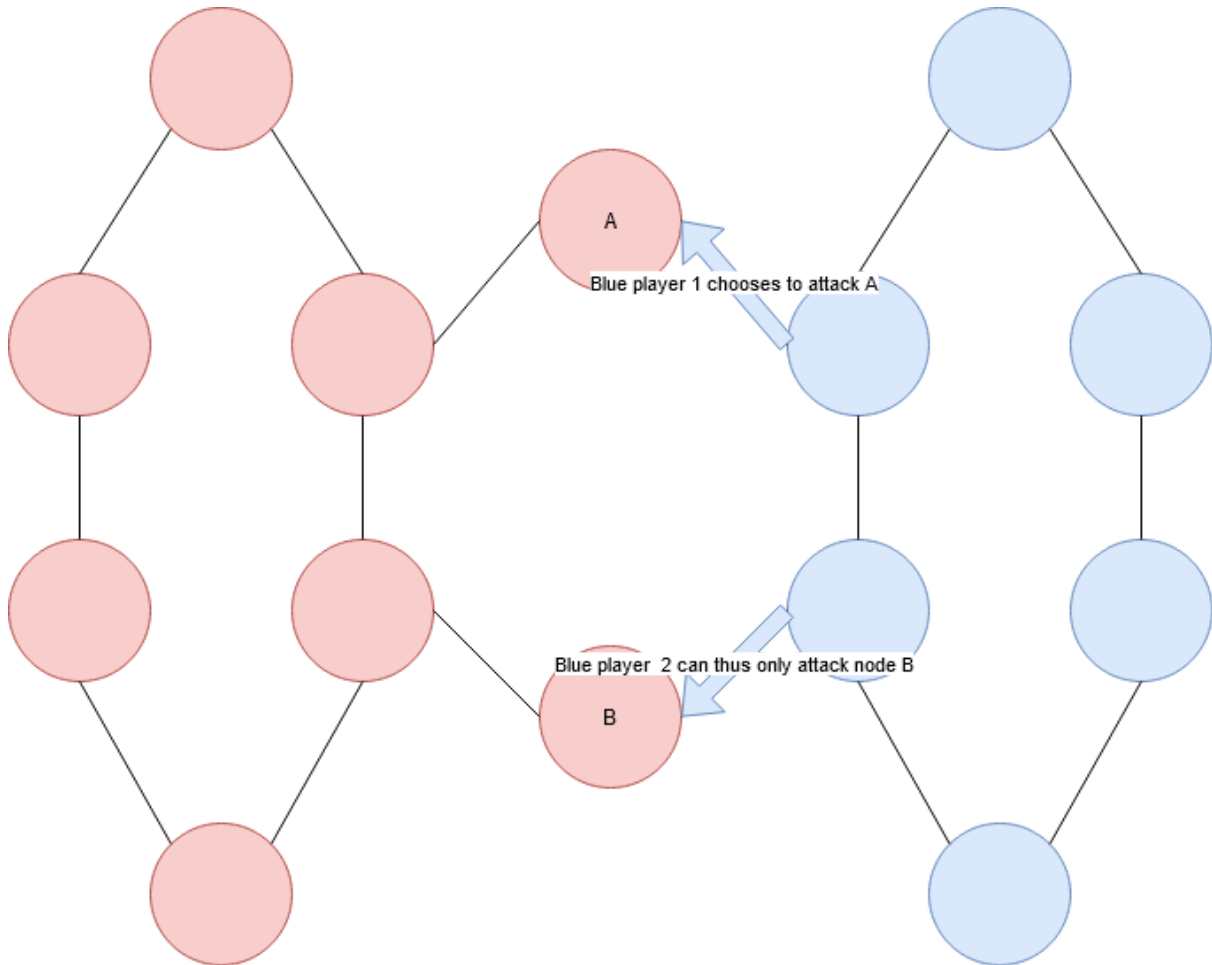 A
Blue player 1 chooses to attack A
Blue player  2 can thus only attack node B
B